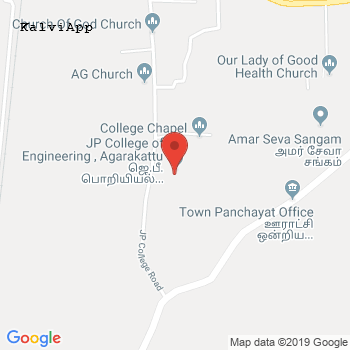 Church Of God Church
KalviApp
AG Church
Our Lady of Good
Health Church
College Chapel
JP College of
Engineering , Agarakattu
ஜெ.பீ.
பொறியியல்...
Amar Seva Sangam
அமர் சேவா
சங்கம்
Town Panchayat Office
ஊராட்சி
ஒன்றிய...
JP College Road
Google
Map data ©2019 Google